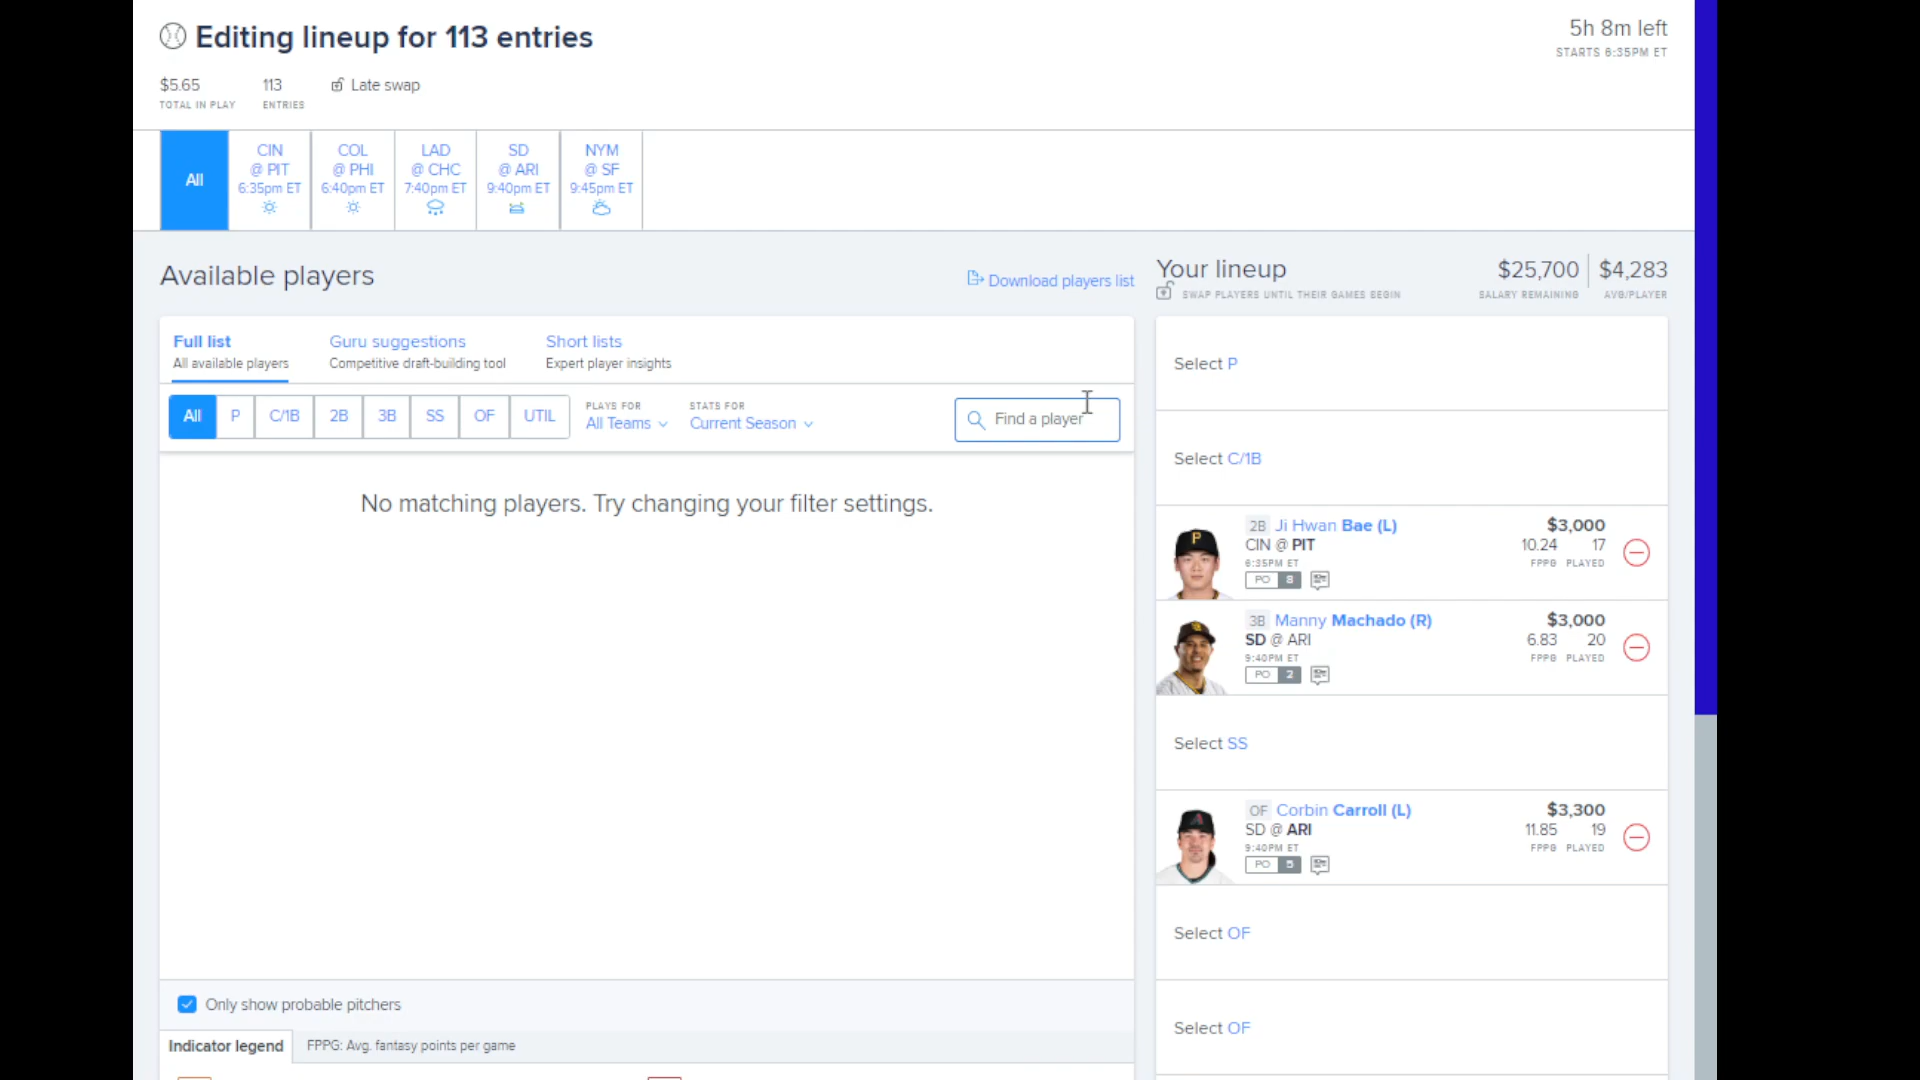 Editing lineup for 113 entries
5h 8m left
STARTS 6:35PM ET
$5.65
TOTAL IN PLAY
113
ENTRIES
Late swap
All
CIN
@ PIT
6:35pm ET
COL
@ PHI
6:40pm ET
LAD
@ CHC
7:40pm ET
SD
@ ARI
9:40pm ET
NYM
@ SF
9:45pm ET
Available players
Download players list
Full list
All available players
Guru suggestions
Competitive draft-building tool
Short lists
Expert player insights
All
P
C/1B
2B
3B
SS
OF
UTIL
PLAYS FOR
All Teams
STATS FOR
Current Season
Find a player
No matching players. Try changing your filter settings.
Only show probable pitchers
Indicator legend
FPPG: Avg. fantasy points per game
Your lineup
SWAP PLAYERS UNTIL THEIR GAMES BEGIN
$25,700
SALARY REMAINING
$4,283
AVG/PLAYER
Select P
Select C/1B
P
2B Ji Hwan Bae (L)
CIN @ PIT
6:35PM ET
PO 8
$3,000
10.24 17
FPPG PLAYED
3B Manny Machado (R)
SD @ ARI
9:40PM ET
PO 2
$3,000
6.83 20
FPPG PLAYED
Select SS
OF Corbin Carroll (L)
SD @ ARI
9:40PM ET
PO 5
$3,300
11.85 19
FPPG PLAYED
Select OF
Select OF